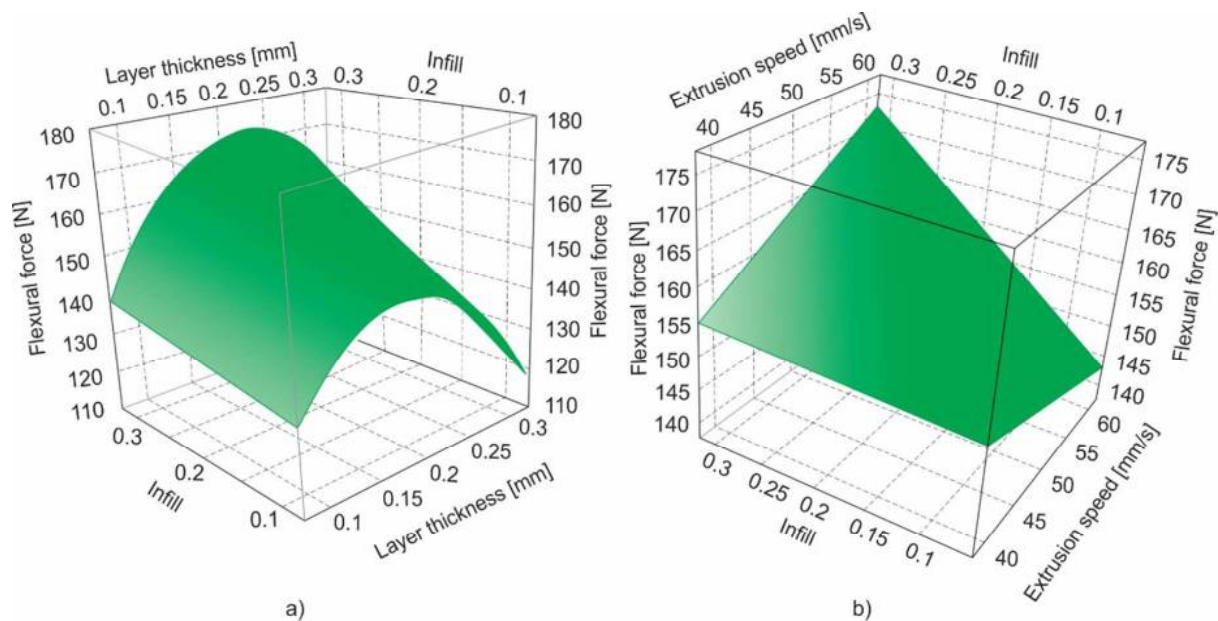 Layer thickness [mm]
0.1 0.15 0.2 0.25 0.3
Infill
0.3 0.2 0.1
Flexural force [N]
180
170
160
150
140
130
120
110
Flexural force [N]
180
170
160
150
140
130
120
110
0.3
0.2
0.1
Infill
0.1
0.15
0.2
0.25
0.3
Layer thickness [mm]
a)
Extrusion speed [mm/s]
40 45 50 55 60
Infill
0.3 0.25 0.2 0.15 0.1
Flexural force [N]
175
170
165
160
155
150
145
140
Flexural force [N]
175
170
165
160
155
150
145
140
0.3
0.25
0.2
0.15
0.1
Infill
40
45
50
55
60
Extrusion speed [mm/s]
b)